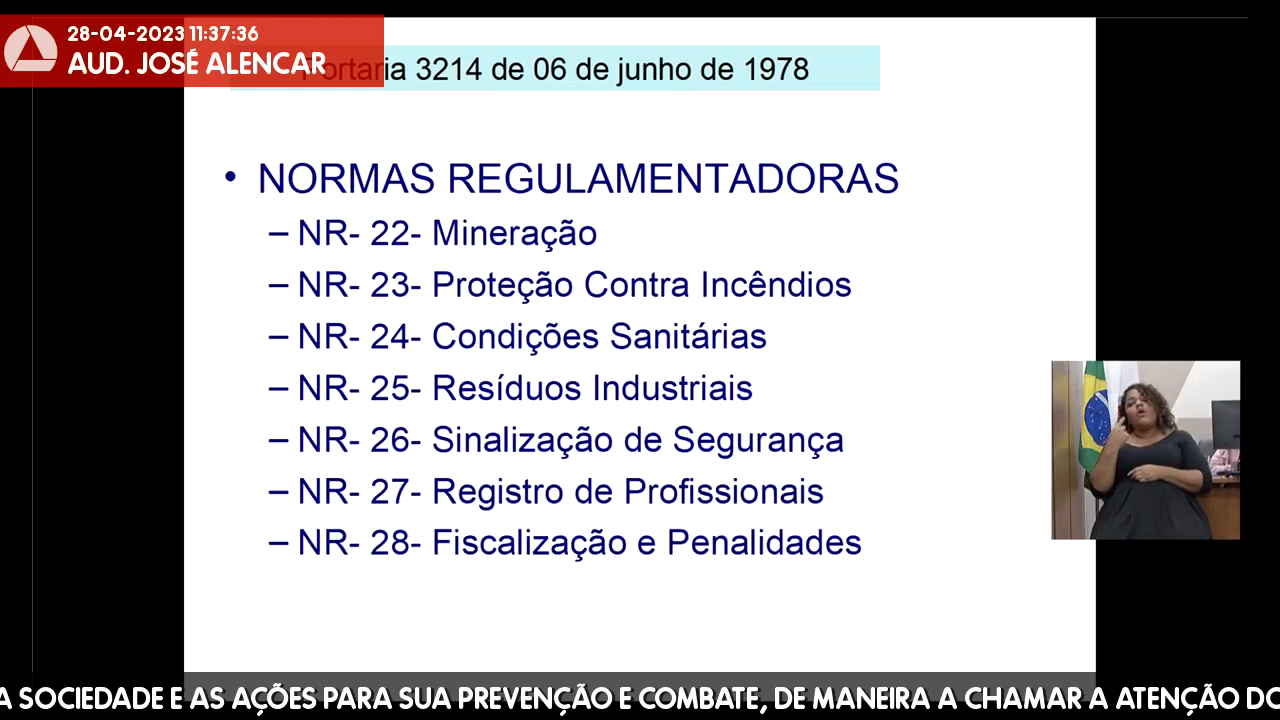 28-04-2023 11:37:36
AUD. JOSÉ ALENCAR
Portaria 3214 de 06 de junho de 1978
• NORMAS REGULAMENTADORAS
– NR- 22- Mineração
– NR- 23- Proteção Contra Incêndios
– NR- 24- Condições Sanitárias
– NR- 25- Resíduos Industriais
– NR- 26- Sinalização de Segurança
– NR- 27- Registro de Profissionais
– NR- 28- Fiscalização e Penalidades
A SOCIEDADE E AS AÇÕES PARA SUA PREVENÇÃO E COMBATE, DE MANEIRA A CHAMAR A ATENÇÃO DO